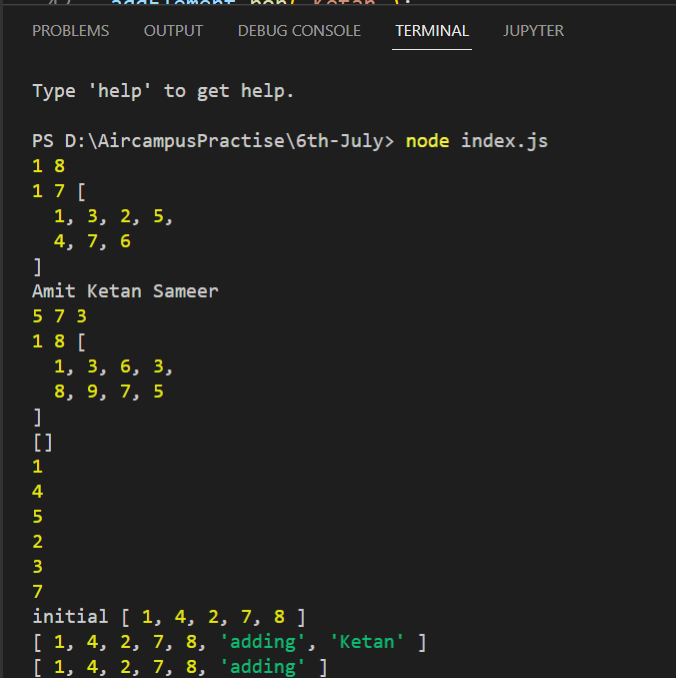 addElement.pop("Ketan");
PROBLEMS OUTPUT DEBUG CONSOLE TERMINAL JUPYTER
Type 'help' to get help.
PS D:\AircampusPractise\6th-July> node index.js
1 8
1 7 [
1, 3, 2, 5,
4, 7, 6
]
Amit Ketan Sameer
5 7 3
1 8 [
1, 3, 6, 3,
8, 9, 7, 5
]
[]
1
4
5
2
3
7
initial [ 1, 4, 2, 7, 8 ]
[ 1, 4, 2, 7, 8, 'adding', 'Ketan' ]
[ 1, 4, 2, 7, 8, 'adding' ]